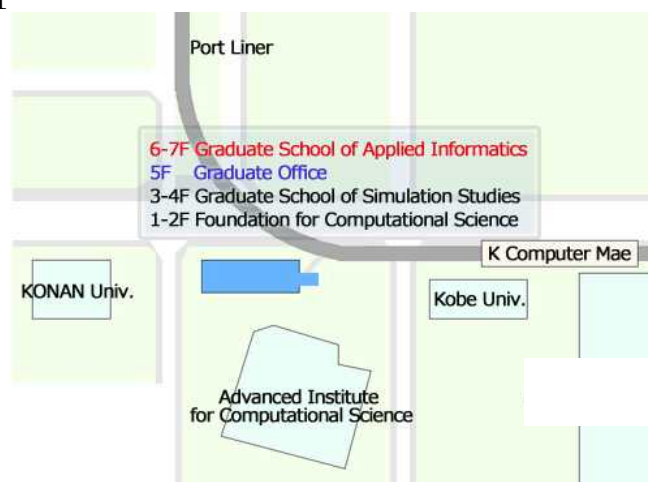 Port Liner
6-7F Graduate School of Applied Informatics
5F Graduate Office
3-4F Graduate School of Simulation Studies
1-2F Foundation for Computational Science
K Computer Mae
KONAN Univ.
Kobe Univ.
Advanced Institute
for Computational Science